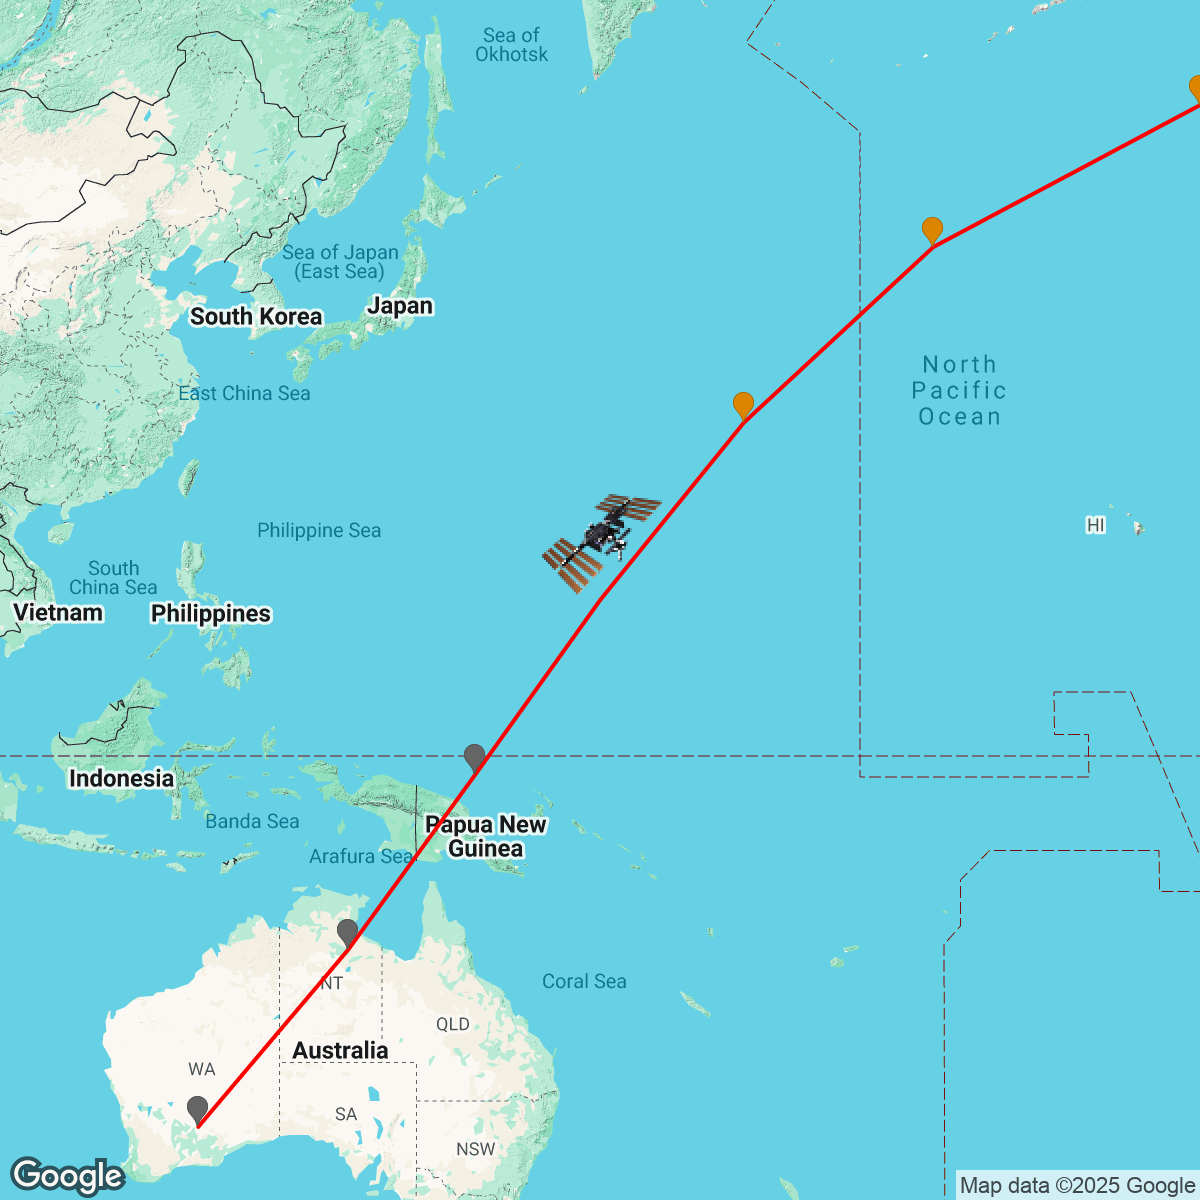 Sea of
Okhotsk
Sea of Japan
(East Sea)
Japan
South Korea
North
Pacific
Ocean
East China Sea
Philippine Sea
HI
South
China Sea
Vietnam
Philippines
Indonesia
Banda Sea
Papua New
Guinea
Arafura Sea
NT
Coral Sea
QLD
Australia
WA
SA
NSW
Google
Map data ©2025 Google